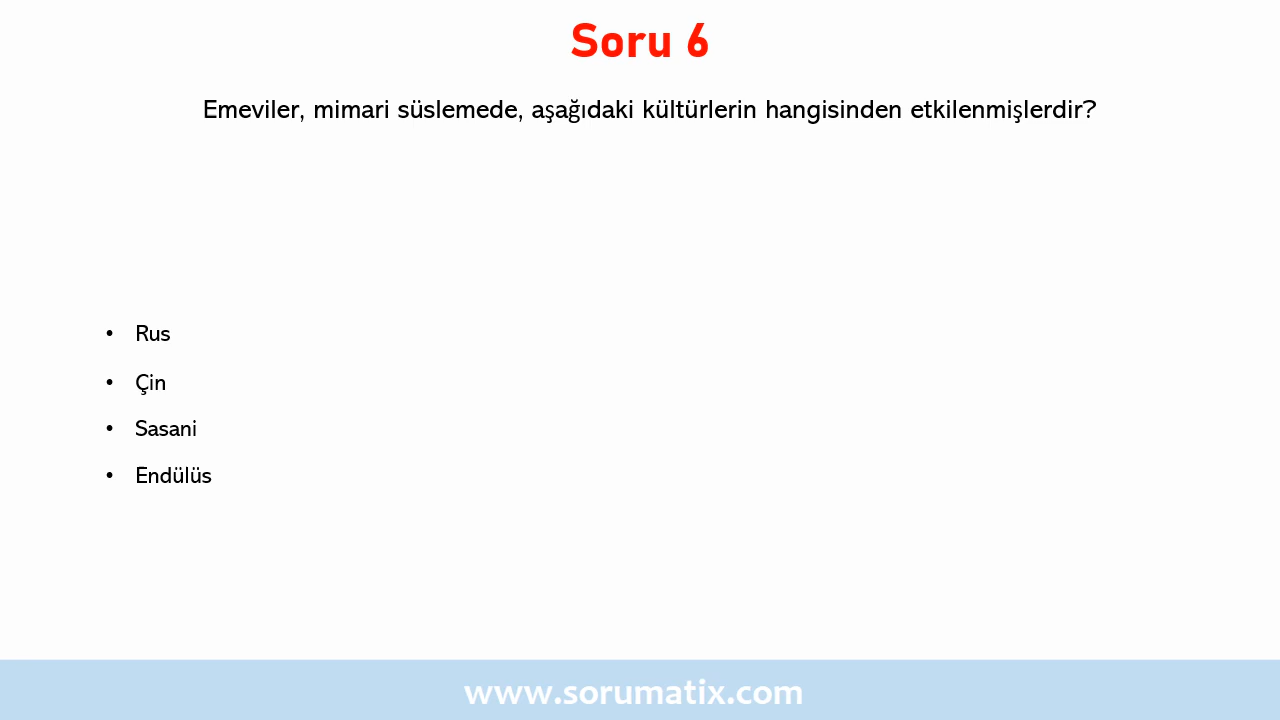 Soru 6
Emeviler, mimari süslemede, aşağıdaki kültürlerin hangisinden etkilenmişlerdir?
• Rus
• Çin
• Sasani
• Endülüs
www.sorumatix.com